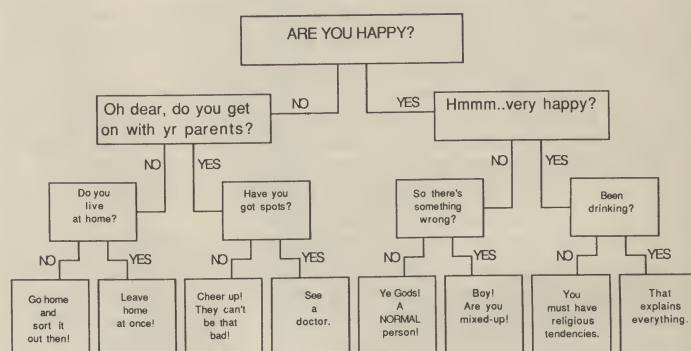 ARE YOU HAPPY?
NO
YES
Oh dear, do you get
on with yr parents?
Hmmm..very happy?
NO
YES
NO
YES
Do you
live
at home?
Have you
got spots?
So there's
something
wrong?
Been
drinking?
NO
YES
NO
YES
NO
YES
NO
YES
Go home
and
sort it
out then!
Leave
home
at once!
Cheer up!
They can't
be that
bad!
See
a
doctor.
Ye Gods!
A
NORMAL
person!
Boy!
Are you
mixed-up!
You
must have
religious
tendencies.
That
explains
everything.